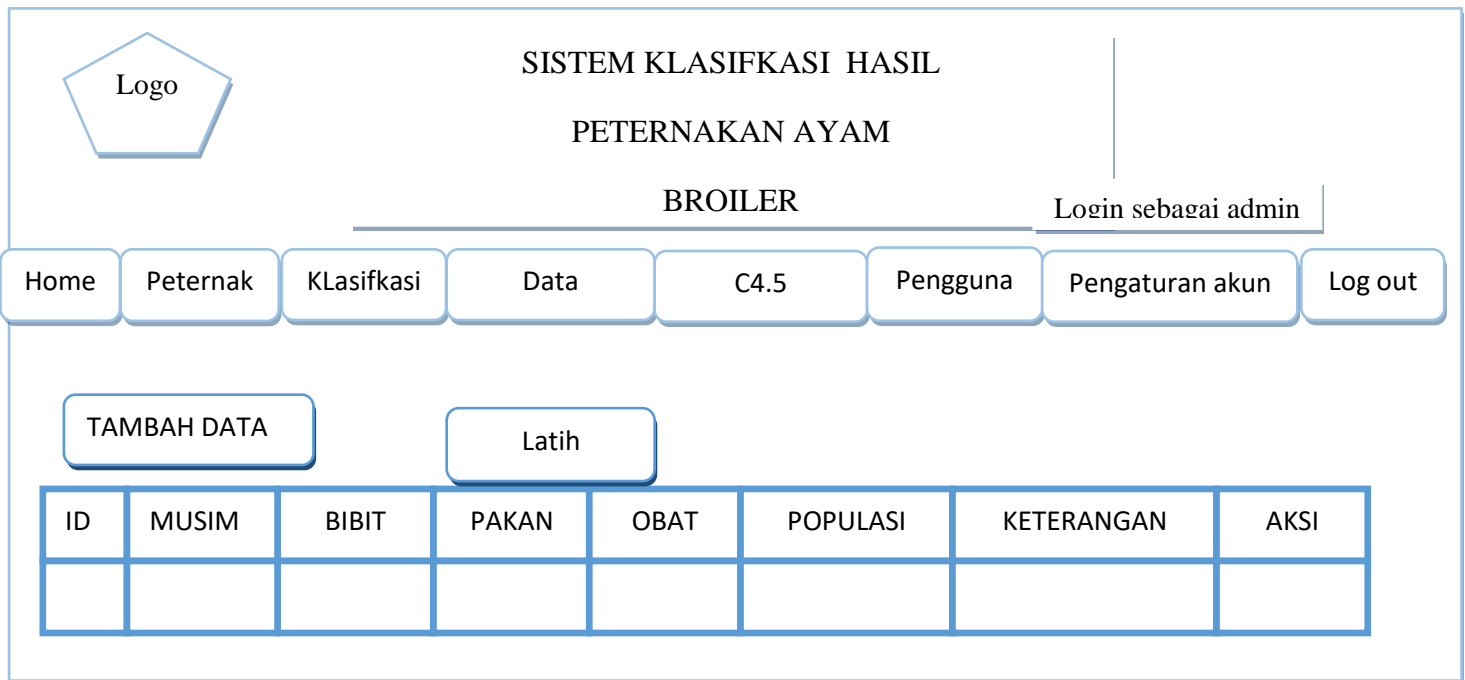 Logo
SISTEM KLASIFKASI HASIL
PETERNAKAN AYAM
BROILER
Login sebagai admin
Home Peternak KLasifkasi Data C4.5 Pengguna Pengaturan akun Log out
TAMBAH DATA Latih
ID MUSIM BIBIT PAKAN OBAT POPULASI KETERANGAN AKSI